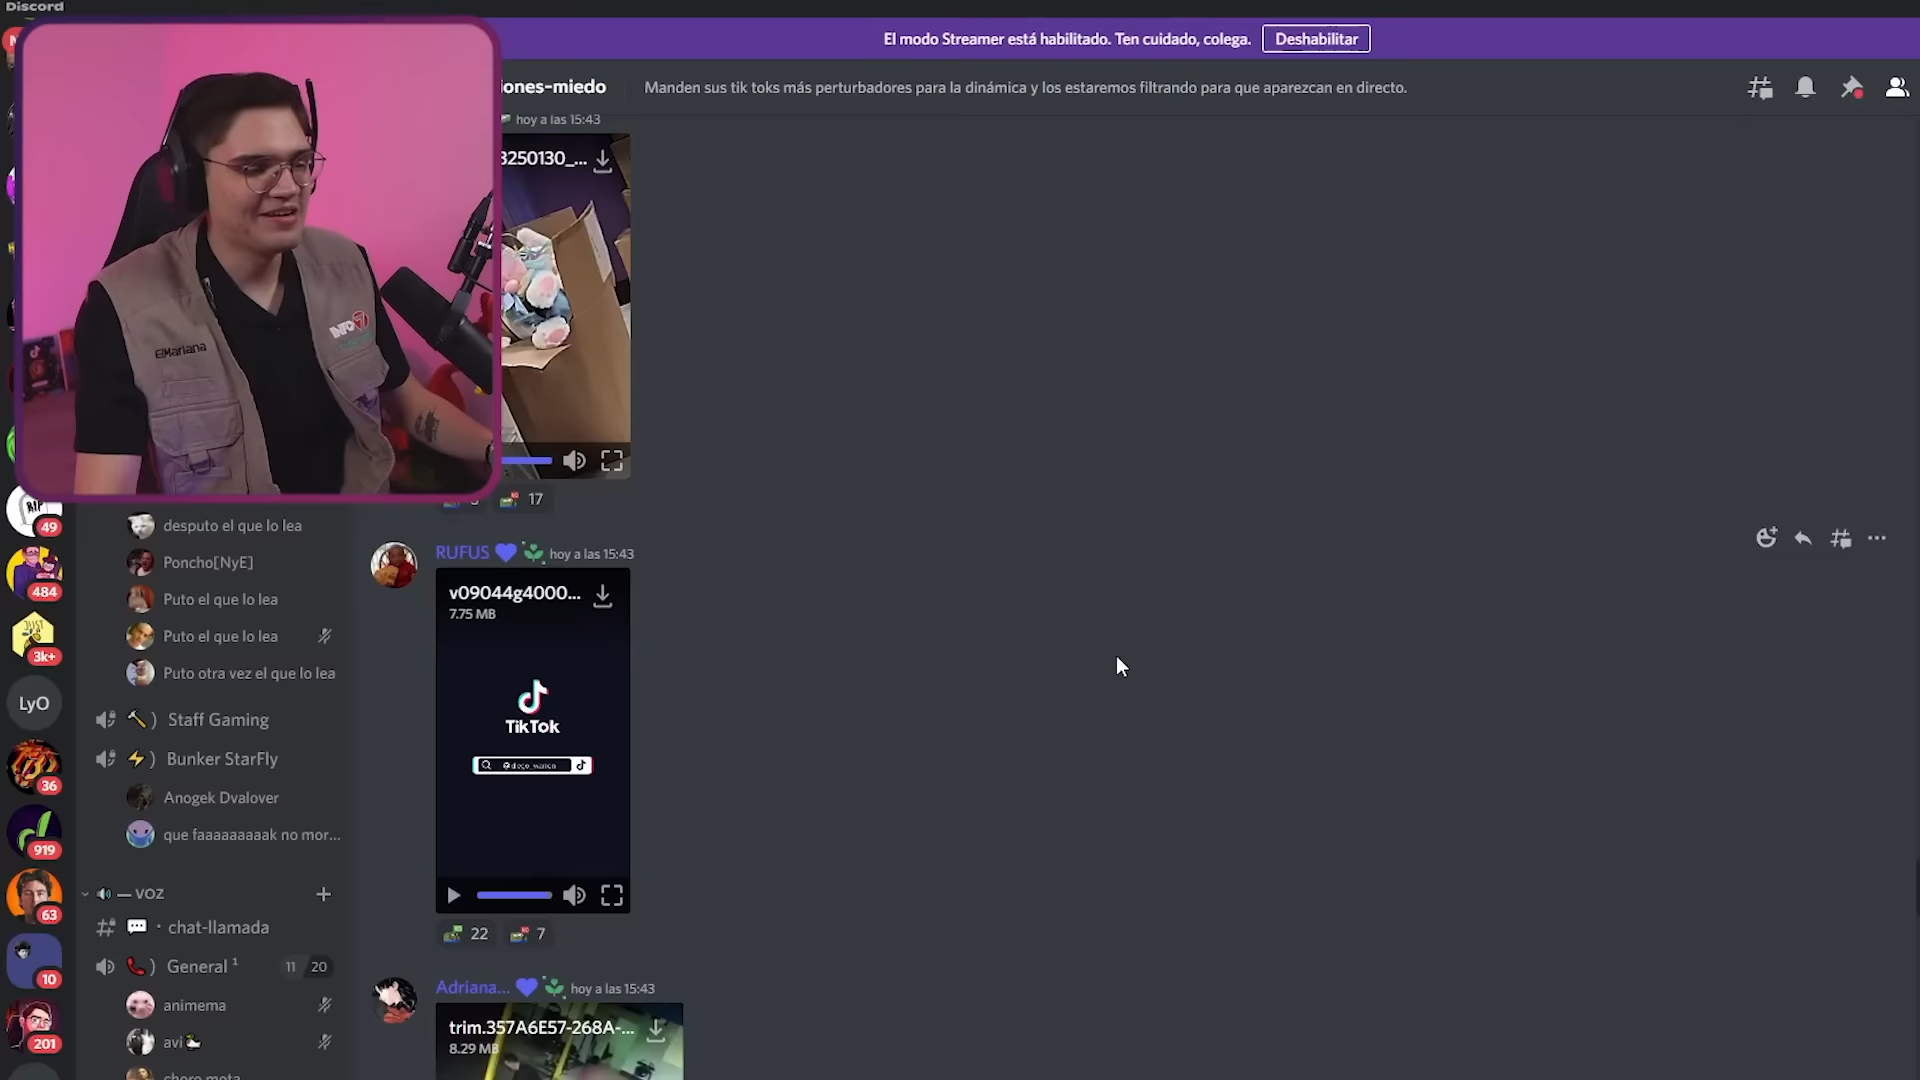 Discord
El modo Streamer está habilitado. Ten cuidado, colega.
Deshabilitar
iones-miedo
Manden sus tik toks más perturbadores para la dinámica y los estaremos filtrando para que aparezcan en directo.
hoy a las 15:43
3250130_...
ElMariana
INFO7
17
RUFUS
hoy a las 15:43
v09044g4000...
7.75 MB
TikTok
22
7
Adriana...
hoy a las 15:43
trim.357A6E57-268A-...
8.29 MB
RIP
49
484
3k+
LyO
36
919
63
10
201
desputo el que lo lea
Poncho[NyE]
Puto el que lo lea
Puto el que lo lea
Puto otra vez el que lo lea
Staff Gaming
Bunker StarFly
Anogek Dvalover
que faaaaaaaaak no mor...
— VOZ
chat-llamada
General ¹
11 20
animema
avi